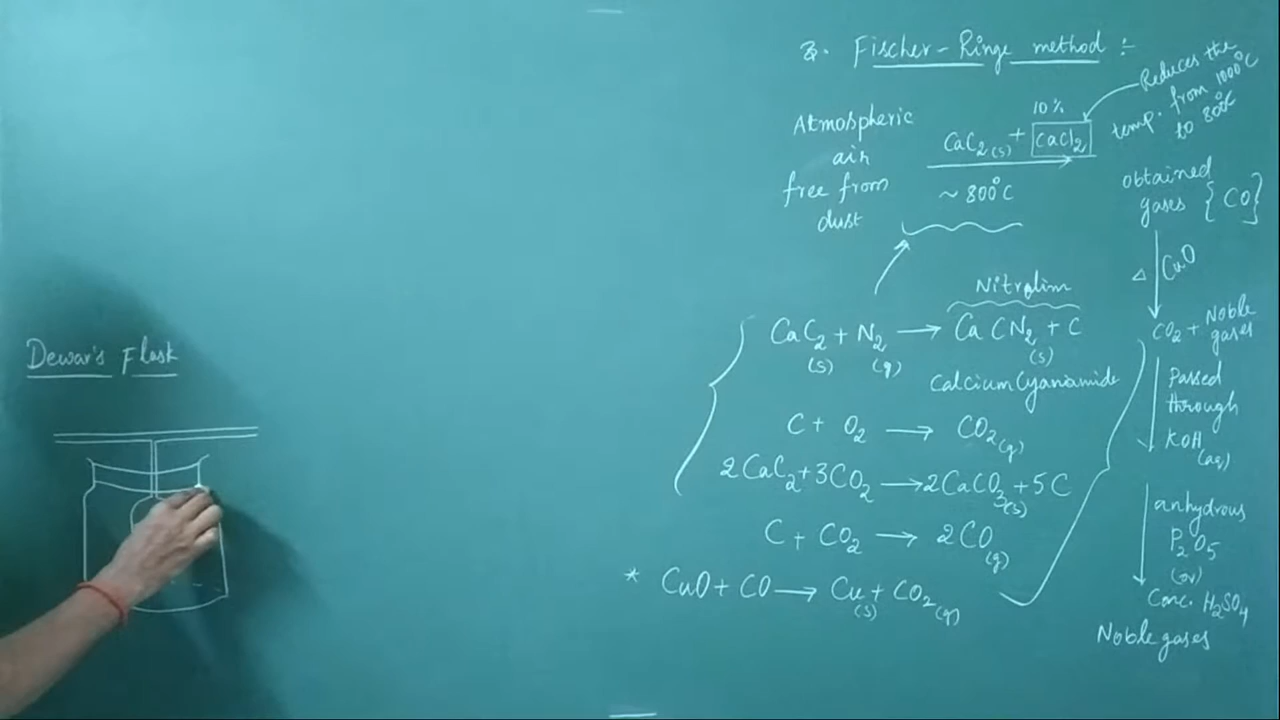 2. Fischer-Ringe method :-
Reduces the
temp. from 1000°C
to 800°C
Atmospheric
air
free from
dust
10%
CaC2(s) + CaCl2
~ 800°C
obtained
gases {CO}
Δ CuO
CO2 + Noble
gases
Passed
through
KOH
(aq)
anhydrous
P2O5
(or)
Conc. H2SO4
Noble gases
Nitrolim
CaC2 + N2 → CaCN2 + C
(s) (g) (s)
Calcium Cyanamide
C + O2 → CO2(g)
2CaC2 + 3CO2 → 2CaCO3(s) + 5C
C + CO2 → 2CO(g)
* CuO + CO → Cu(s) + CO2(g)
Dewar's Flask